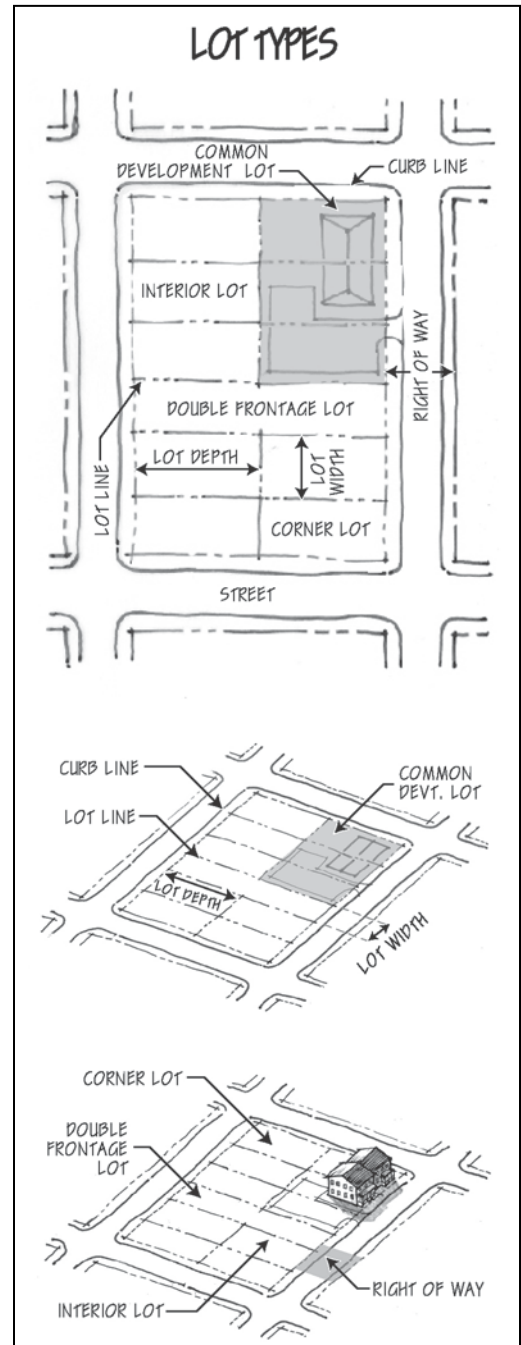 LOT TYPES
COMMON
DEVELOPMENT LOT
CURB LINE
INTERIOR LOT
RIGHT OF WAY
DOUBLE FRONTAGE LOT
LOT LINE
LOT DEPTH
LOT
WIDTH
CORNER LOT
STREET
CURB LINE
COMMON
DEVT. LOT
LOT LINE
LOT DEPTH
LOT WIDTH
CORNER LOT
DOUBLE
FRONTAGE
LOT
RIGHT OF WAY
INTERIOR LOT